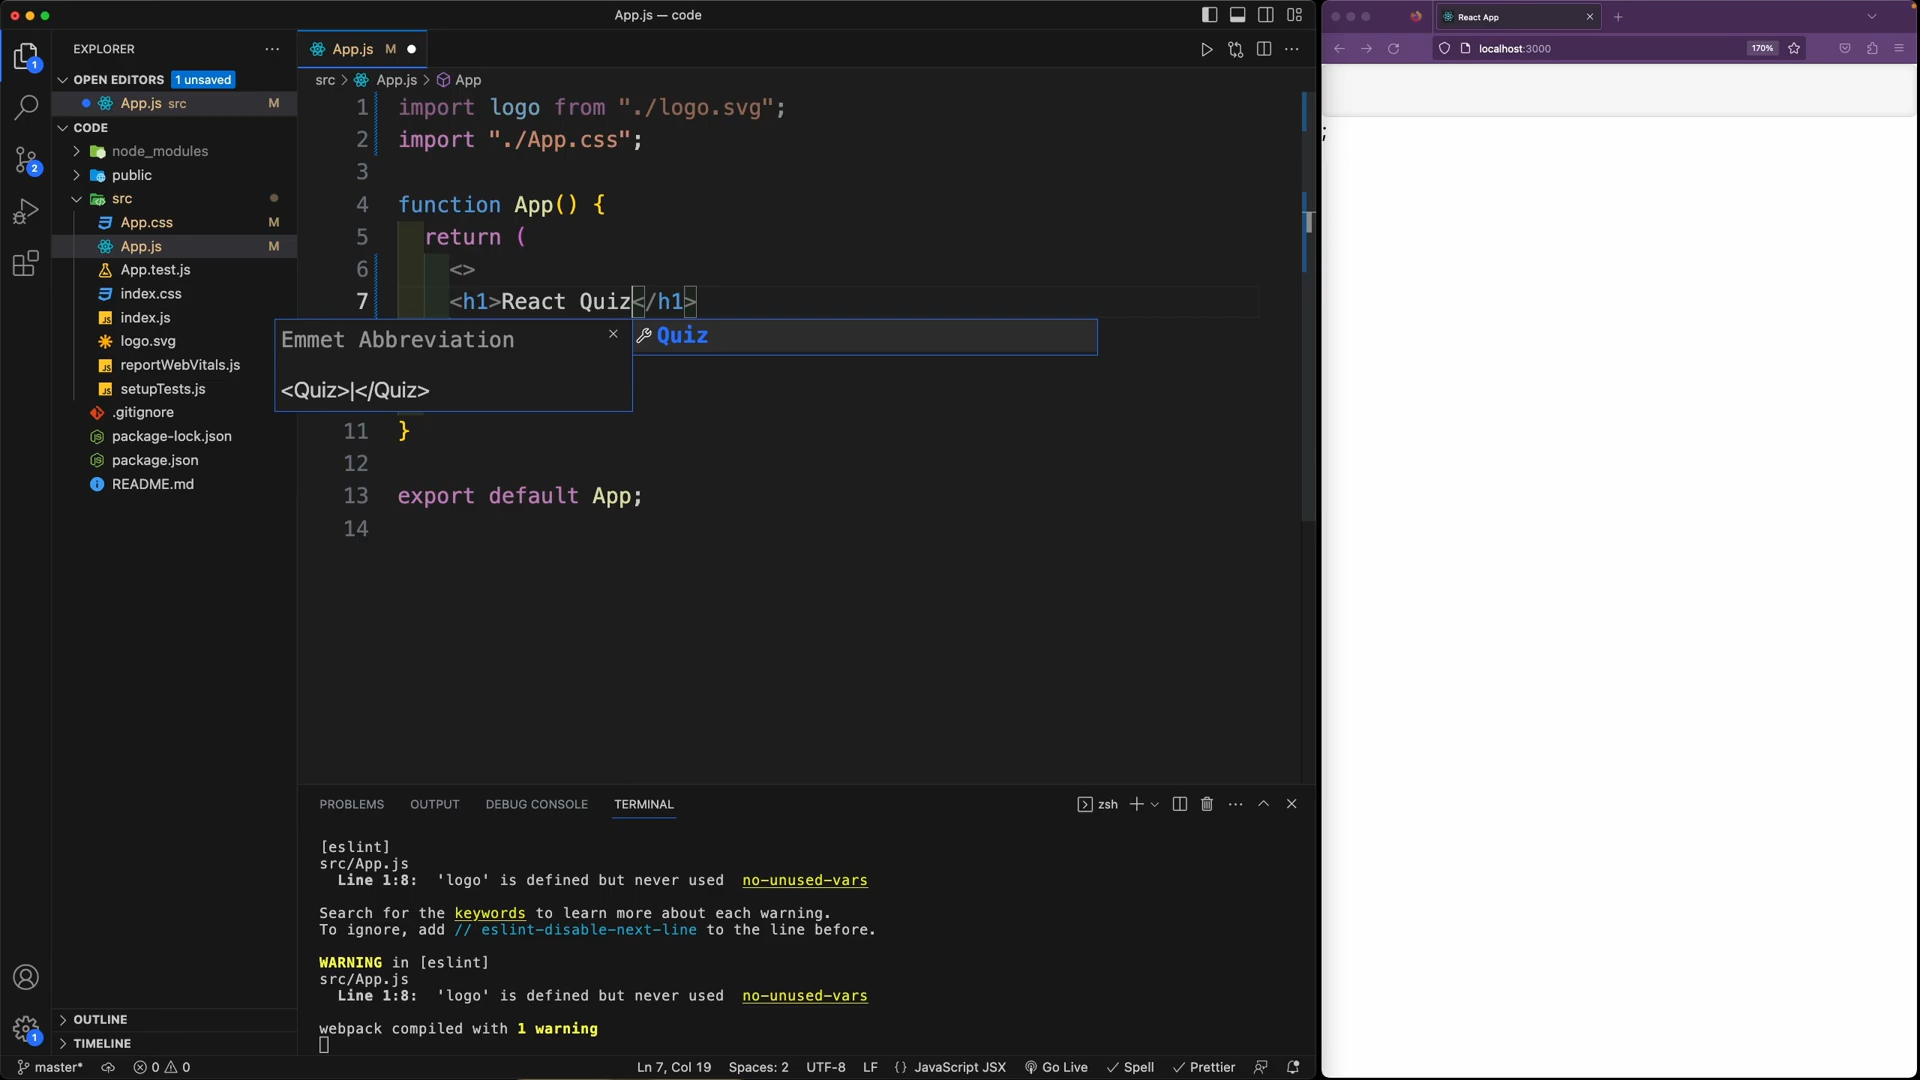 App.js — code
EXPLORER
OPEN EDITORS 1 unsaved
App.js src M
CODE
node_modules
public
src
App.css M
App.js M
App.test.js
index.css
index.js
logo.svg
reportWebVitals.js
setupTests.js
.gitignore
package-lock.json
package.json
README.md
OUTLINE
TIMELINE
1
2
1
App.js M
src > App.js > App
1 import logo from "./logo.svg";
2 import "./App.css";
3
4 function App() {
5 return (
6 <>
7 <h1>React Quiz</h1>
Emmet Abbreviation
<Quiz>|</Quiz>
Quiz
11 }
12
13 export default App;
14
PROBLEMS OUTPUT DEBUG CONSOLE TERMINAL zsh
[eslint]
src/App.js
Line 1:8: 'logo' is defined but never used no-unused-vars
Search for the keywords to learn more about each warning.
To ignore, add // eslint-disable-next-line to the line before.
WARNING in [eslint]
src/App.js
Line 1:8: 'logo' is defined but never used no-unused-vars
webpack compiled with 1 warning
master* 0 0 Ln 7, Col 19 Spaces: 2 UTF-8 LF {} JavaScript JSX Go Live Spell Prettier
React App
localhost:3000 170%
;